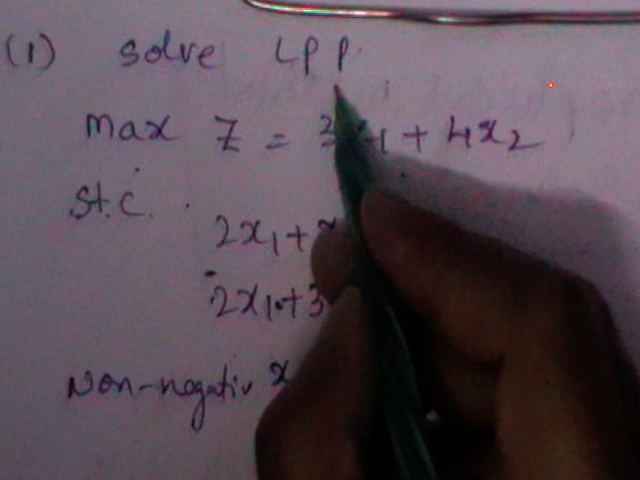 (1) solve LPP
Max Z = 3x₁ + 4x₂
St. C.
2x₁ +
2x₁ + 3
Non-negativ x